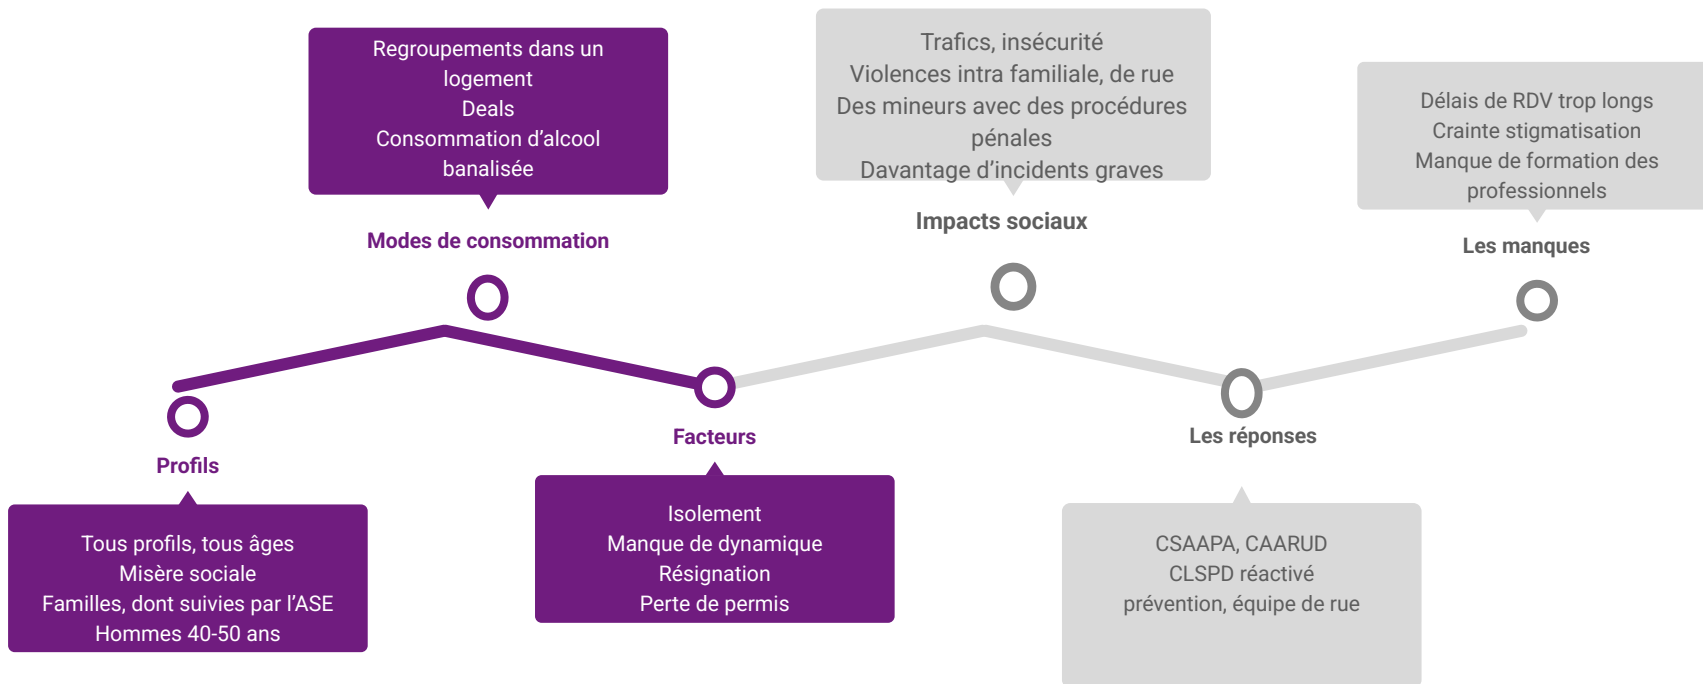 Regroupements dans un
logement
Deals
Consommation d’alcool
banalisée
Modes de consommation
Trafics, insécurité
Violences intra familiale, de rue
Des mineurs avec des procédures
pénales
Davantage d’incidents graves
Impacts sociaux
Délais de RDV trop longs
Crainte stigmatisation
Manque de formation des
professionnels
Les manques
Profils
Tous profils, tous âges
Misère sociale
Familles, dont suivies par l’ASE
Hommes 40-50 ans
Facteurs
Isolement
Manque de dynamique
Résignation
Perte de permis
Les réponses
CSAAPA, CAARUD
CLSPD réactivé
prévention, équipe de rue